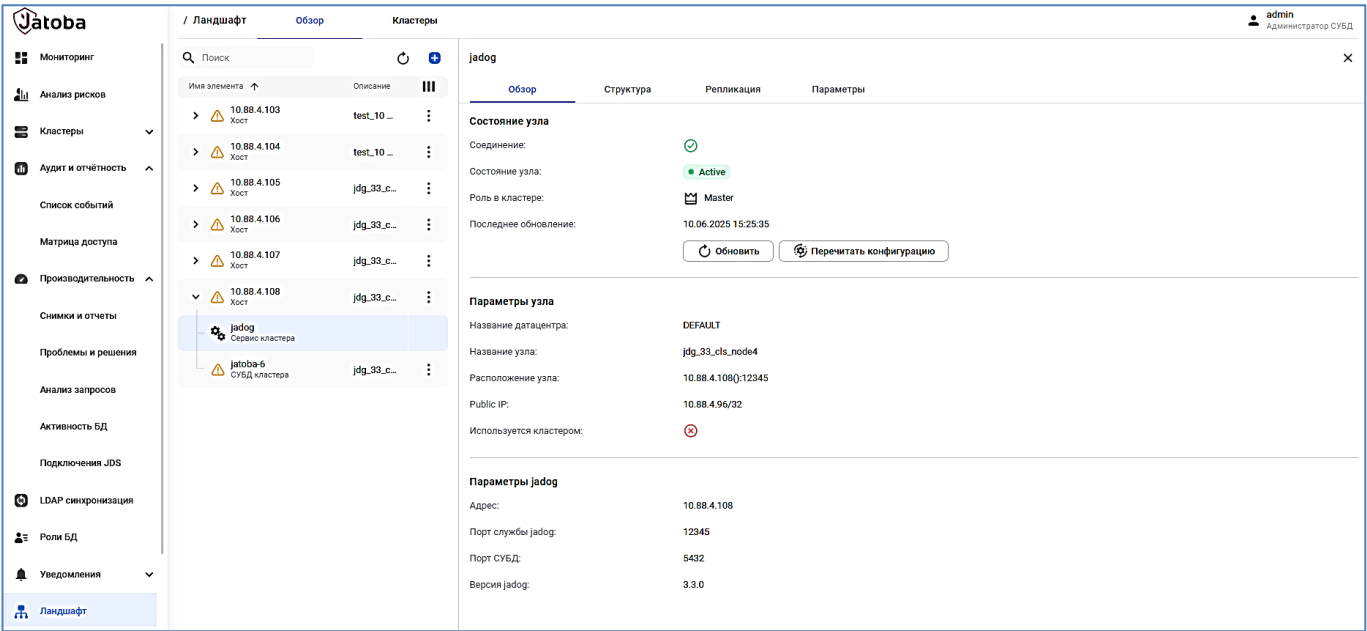 Jatoba
/ Ландшафт
Обзор
Кластеры
admin
Администратор СУБД
Мониторинг
Анализ рисков
Кластеры
Аудит и отчётность
Список событий
Матрица доступа
Производительность
Снимки и отчеты
Проблемы и решения
Анализ запросов
Активность БД
Подключения JDS
LDAP синхронизация
Роли БД
Уведомления
Ландшафт
Поиск
Имя элемента
Описание
10.88.4.103
Хост
test_10 ...
10.88.4.104
Хост
test_10 ...
10.88.4.105
Хост
jdg_33_c...
10.88.4.106
Хост
jdg_33_c...
10.88.4.107
Хост
jdg_33_c...
10.88.4.108
Хост
jdg_33_c...
jadog
Сервис кластера
jatoba-6
СУБД кластера
jdg_33_c...
jadog
Обзор
Структура
Репликация
Параметры
Состояние узла
Соединение:
Состояние узла: Active
Роль в кластере: Master
Последнее обновление: 10.06.2025 15:25:35
Обновить
Перечитать конфигурацию
Параметры узла
Название датацентра: DEFAULT
Название узла: jdg_33_cls_node4
Расположение узла: 10.88.4.108():12345
Public IP: 10.88.4.96/32
Используется кластером:
Параметры jadog
Адрес: 10.88.4.108
Порт службы jadog: 12345
Порт СУБД: 5432
Версия jadog: 3.3.0